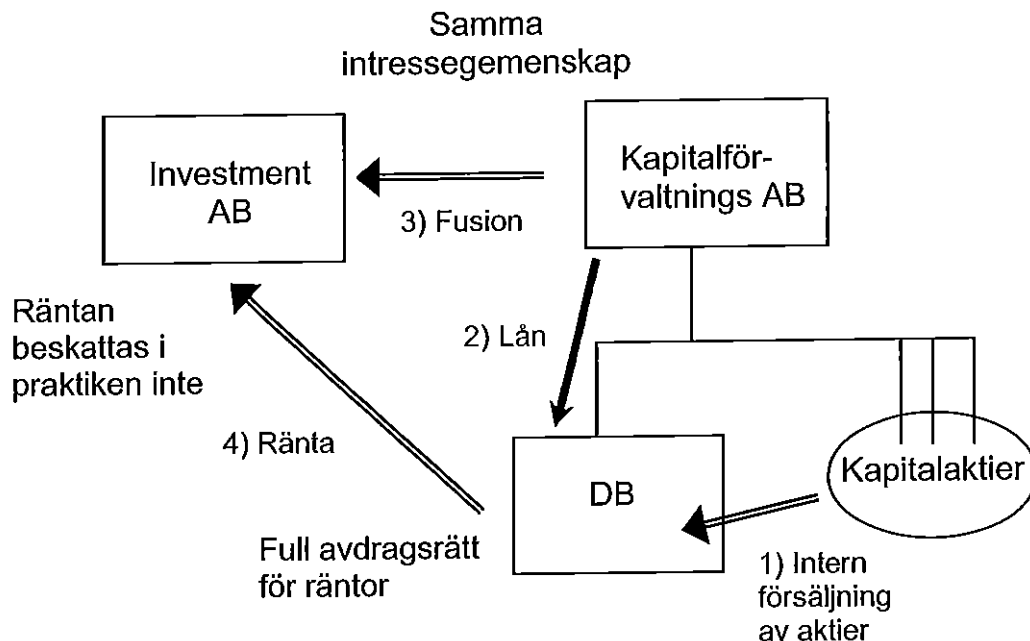 Samma
intressegemenskap
Investment
AB
Kapitalför-
valtnings AB
3) Fusion
Räntan
beskattas i
praktiken inte
2) Lån
4) Ränta
Kapitalaktier
DB
Full avdragsrätt
för räntor
1) Intern
försäljning
av aktier